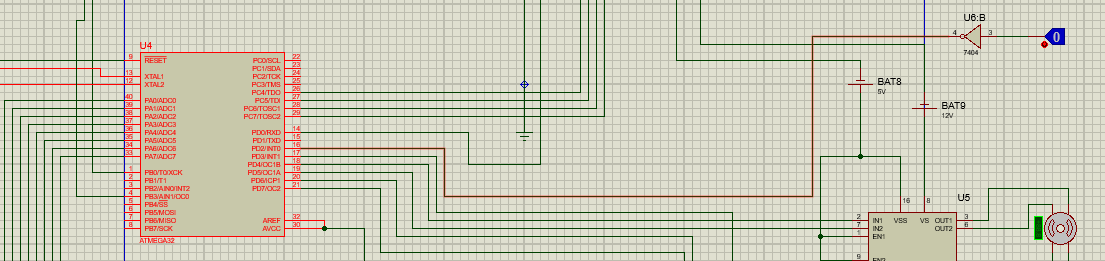 U4
9 RESET
13 XTAL1
12 XTAL2
40 PA0/ADC0
39 PA1/ADC1
38 PA2/ADC2
37 PA3/ADC3
36 PA4/ADC4
35 PA5/ADC5
34 PA6/ADC6
33 PA7/ADC7
1 PB0/T0/XCK
2 PB1/T1
3 PB2/AIN0/INT2
4 PB3/AIN1/OC0
5 PB4/SS
6 PB5/MOSI
7 PB6/MISO
8 PB7/SCK
PC0/SCL 22
PC1/SDA 23
PC2/TCK 24
PC3/TMS 25
PC4/TDO 26
PC5/TDI 27
PC6/TOSC1 28
PC7/TOSC2 29
PD0/RXD 14
PD1/TXD 15
PD2/INT0 16
PD3/INT1 17
PD4/OC1B 18
PD5/OC1A 19
PD6/ICP1 20
PD7/OC2 21
AREF 32
AVCC 30
ATMEGA32
U6:B
4 3
7404
0
BAT8
5V
BAT9
12V
U5
16 8
2 IN1 VSS VS OUT1 3
7 IN2 OUT2 6
1 EN1
9 EN2